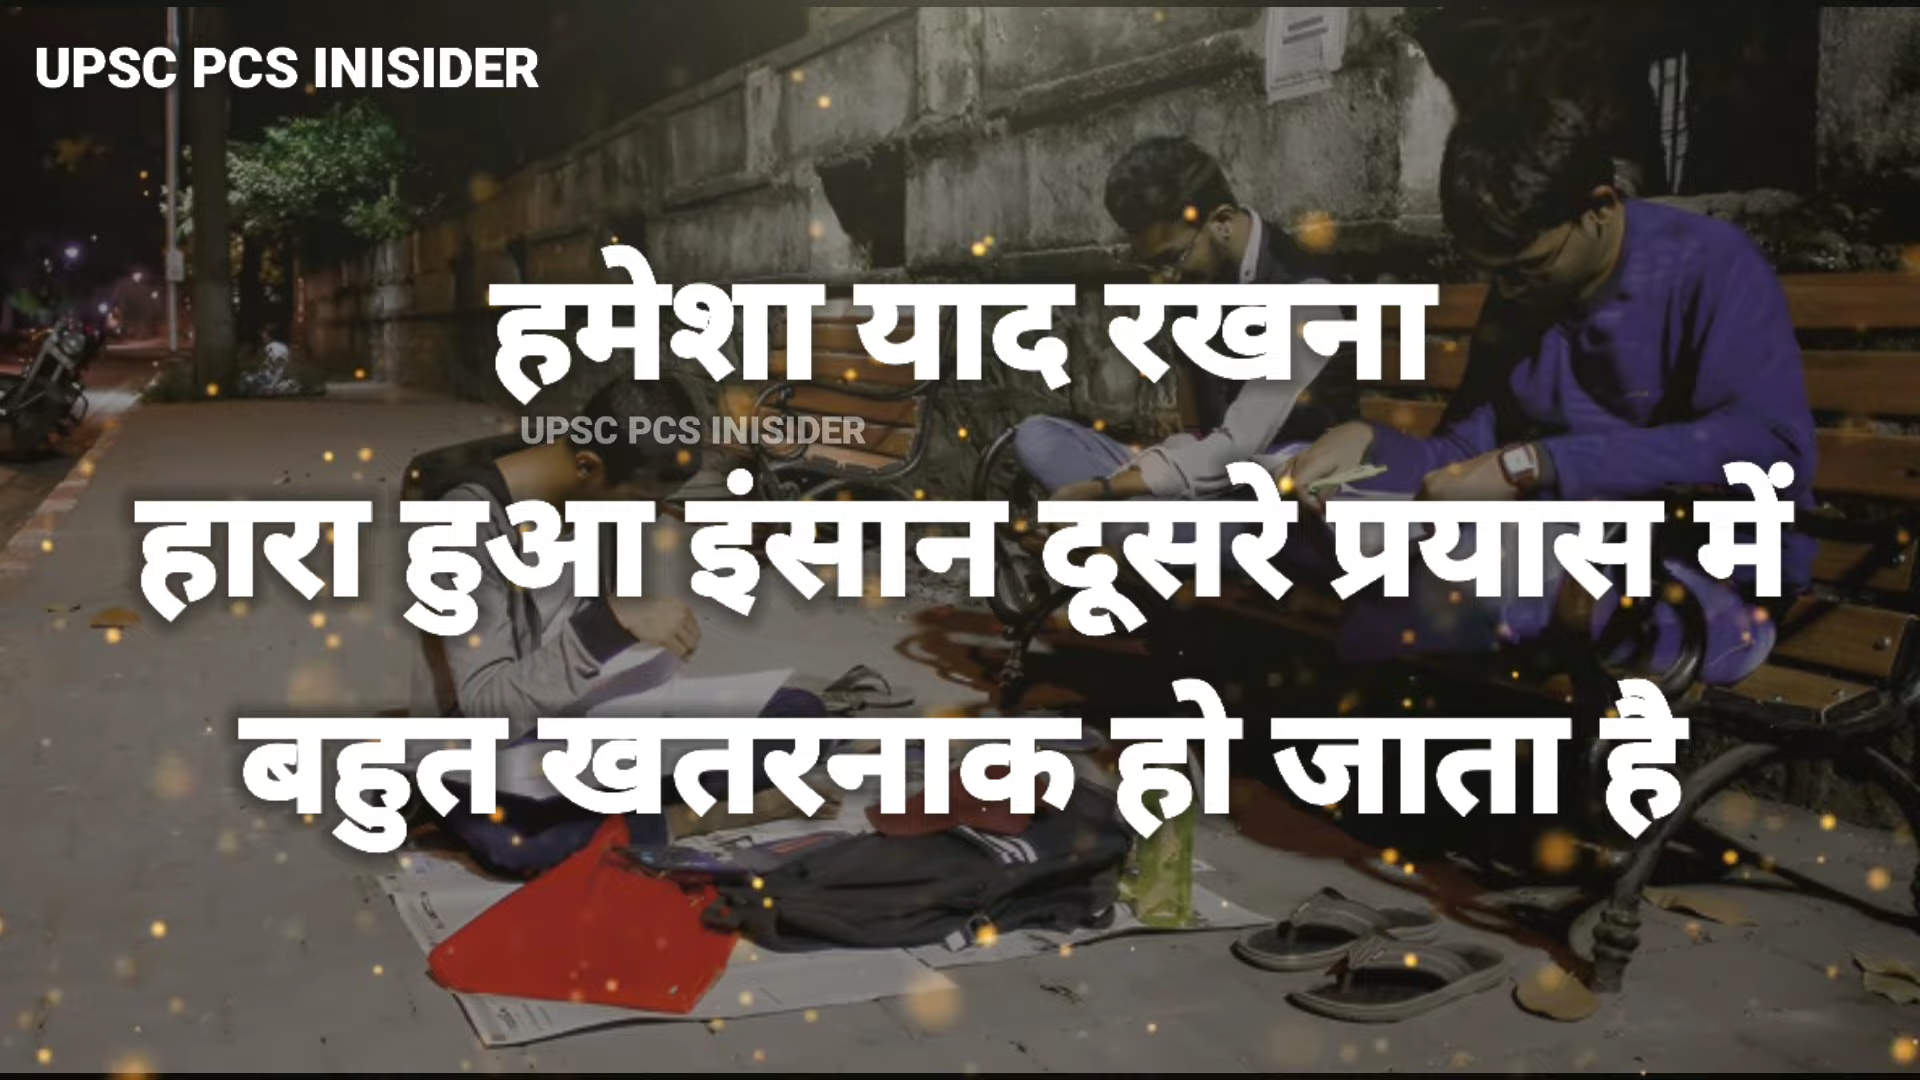 UPSC PCS INISIDER
हमेशा याद रखना
UPSC PCS INISIDER
हारा हुआ इंसान दूसरे प्रयास में
बहुत खतरनाक हो जाता है